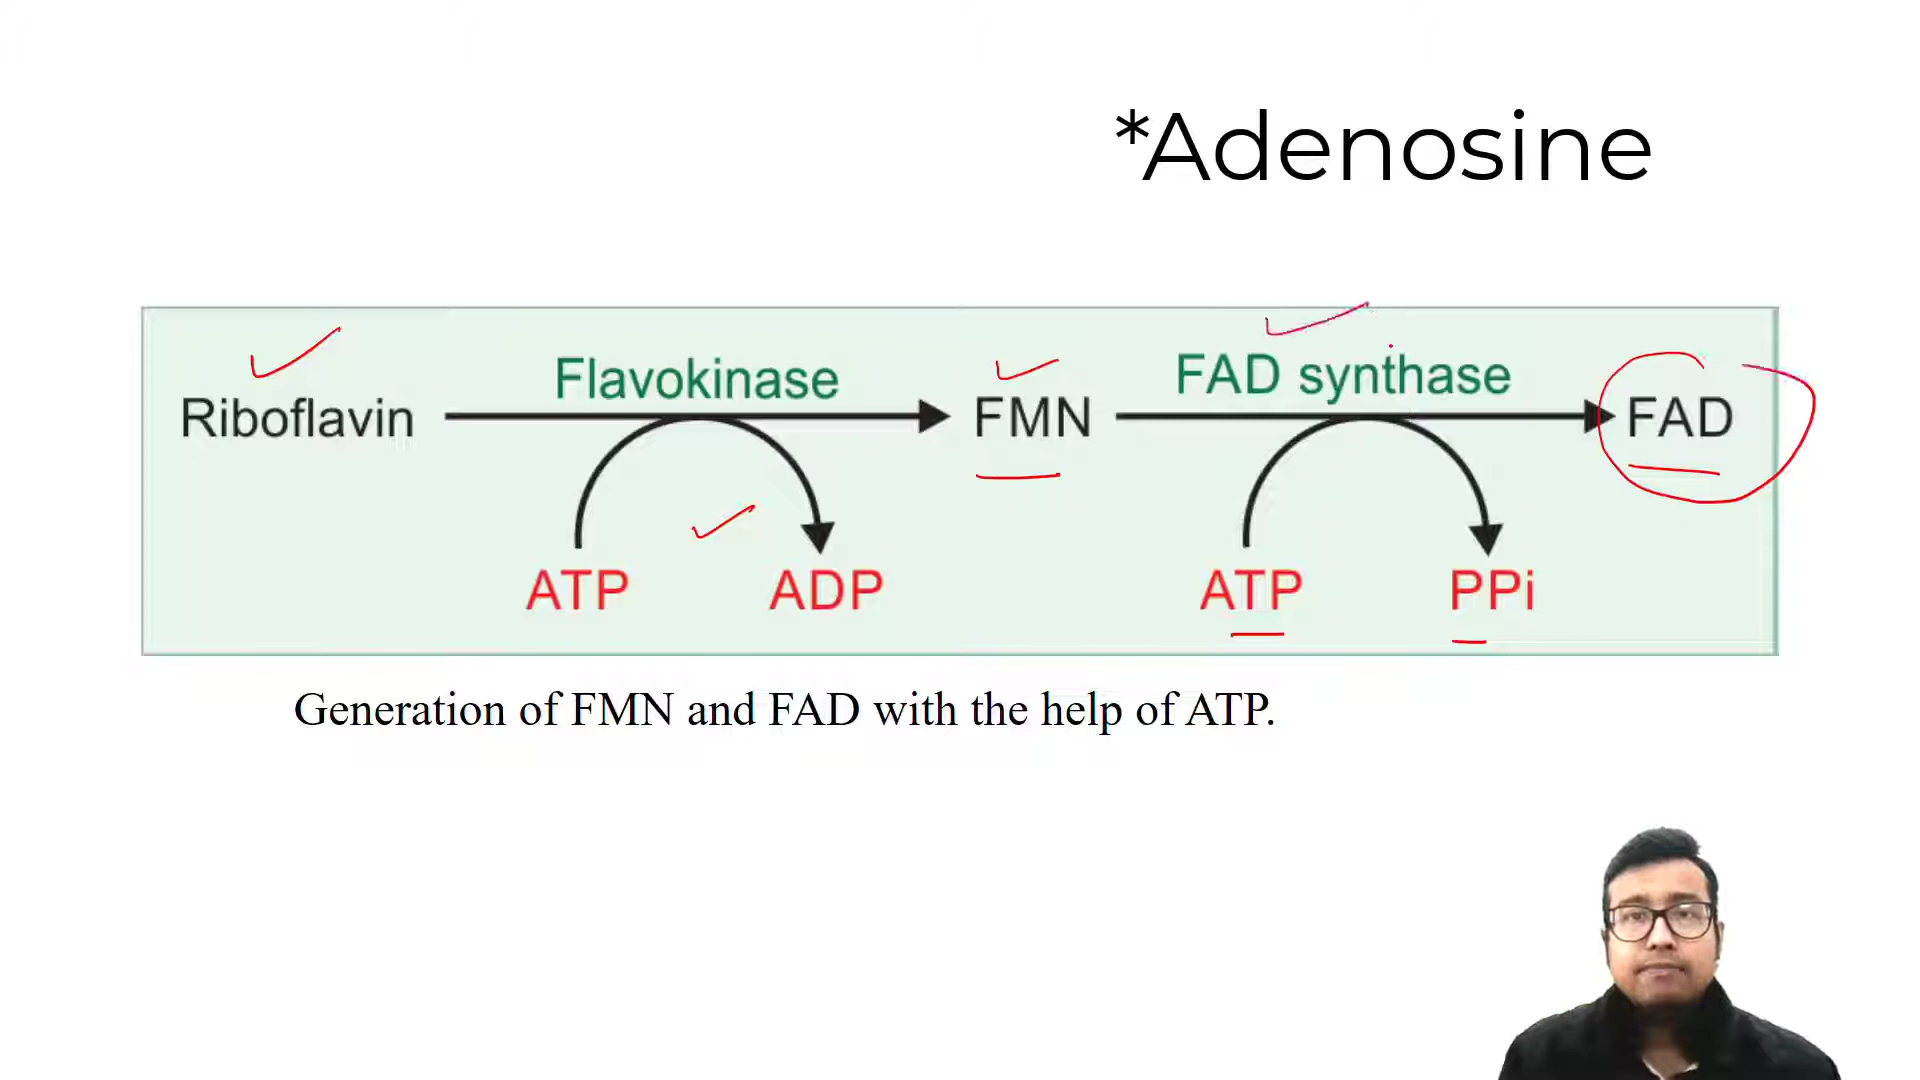 *Adenosine
Flavokinase
FAD synthase
Riboflavin
FMN
FAD
ATP
ADP
ATP
PPi
Generation of FMN and FAD with the help of ATP.